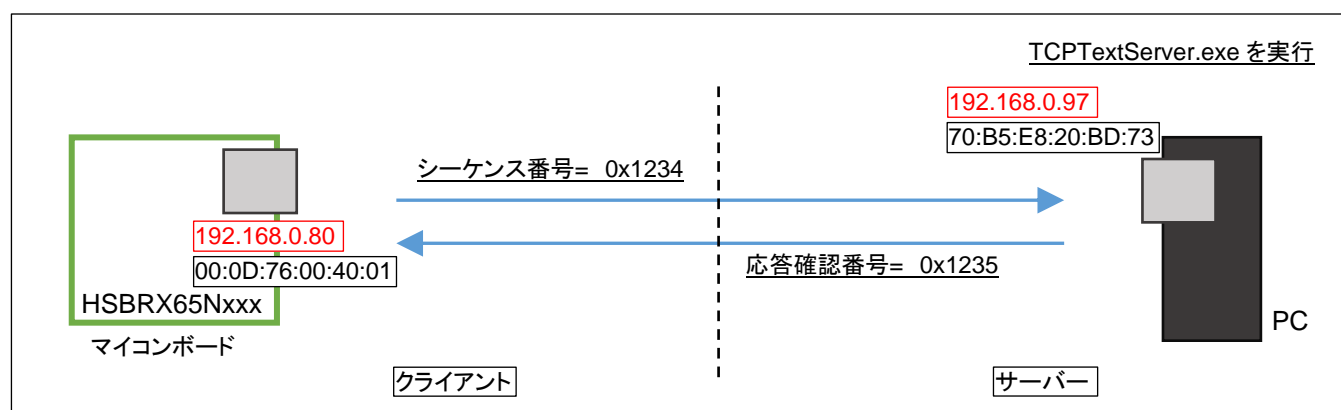 TCPTextServer.exe を実行
192.168.0.97
70:B5:E8:20:BD:73
シーケンス番号= 0x1234
192.168.0.80
00:0D:76:00:40:01
応答確認番号= 0x1235
HSBRX65Nxxx
PC
マイコンボード
クライアント
サーバー